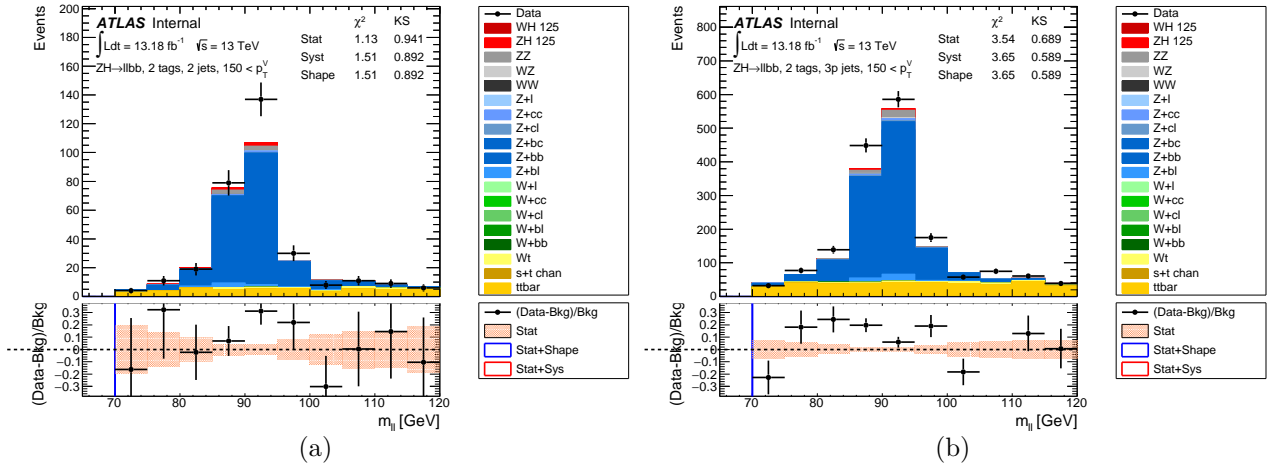 Events
200
180
160
140
120
100
80
60
40
20
0
ATLAS Internal
χ² KS
∫ Ldt = 13.18 fb⁻¹ √s = 13 TeV
Stat 1.13 0.941
Syst 1.51 0.892
ZH→llbb, 2 tags, 2 jets, 150 < p_T^V
Shape 1.51 0.892
Data
WH 125
ZH 125
ZZ
WZ
WW
Z+l
Z+cc
Z+cl
Z+bc
Z+bb
Z+bl
W+l
W+cc
W+cl
W+bl
W+bb
Wt
s+t chan
ttbar
(Data-Bkg)/Bkg
0.3
0.2
0.1
0
−0.1
−0.2
−0.3
70 80 90 100 110 120
m_ll [GeV]
(Data-Bkg)/Bkg
Stat
Stat+Shape
Stat+Sys
(a)
Events
800
700
600
500
400
300
200
100
0
ATLAS Internal
χ² KS
∫ Ldt = 13.18 fb⁻¹ √s = 13 TeV
Stat 3.54 0.689
Syst 3.65 0.589
ZH→llbb, 2 tags, 3p jets, 150 < p_T^V
Shape 3.65 0.589
Data
WH 125
ZH 125
ZZ
WZ
WW
Z+l
Z+cc
Z+cl
Z+bc
Z+bb
Z+bl
W+l
W+cc
W+cl
W+bl
W+bb
Wt
s+t chan
ttbar
(Data-Bkg)/Bkg
0.3
0.2
0.1
0
−0.1
−0.2
−0.3
70 80 90 100 110 120
m_ll [GeV]
(Data-Bkg)/Bkg
Stat
Stat+Shape
Stat+Sys
(b)